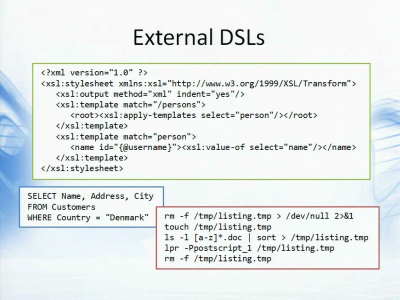 External DSLs
<?xml version="1.0" ?>
<xsl:stylesheet xmlns:xsl="http://www.w3.org/1999/XSL/Transform">
<xsl:output method="xml" indent="yes"/>
<xsl:template match="/persons">
<root><xsl:apply-templates select="person"/></root>
</xsl:template>
<xsl:template match="person">
<name id="{@username}"><xsl:value-of select="name"/></name>
</xsl:template>
</xsl:stylesheet>
SELECT Name, Address, City
FROM Customers
WHERE Country = "Denmark"
rm -f /tmp/listing.tmp > /dev/null 2>&1
touch /tmp/listing.tmp
ls -l [a-z]*.doc | sort > /tmp/listing.tmp
lpr -Ppostscript_1 /tmp/listing.tmp
rm -f /tmp/listing.tmp